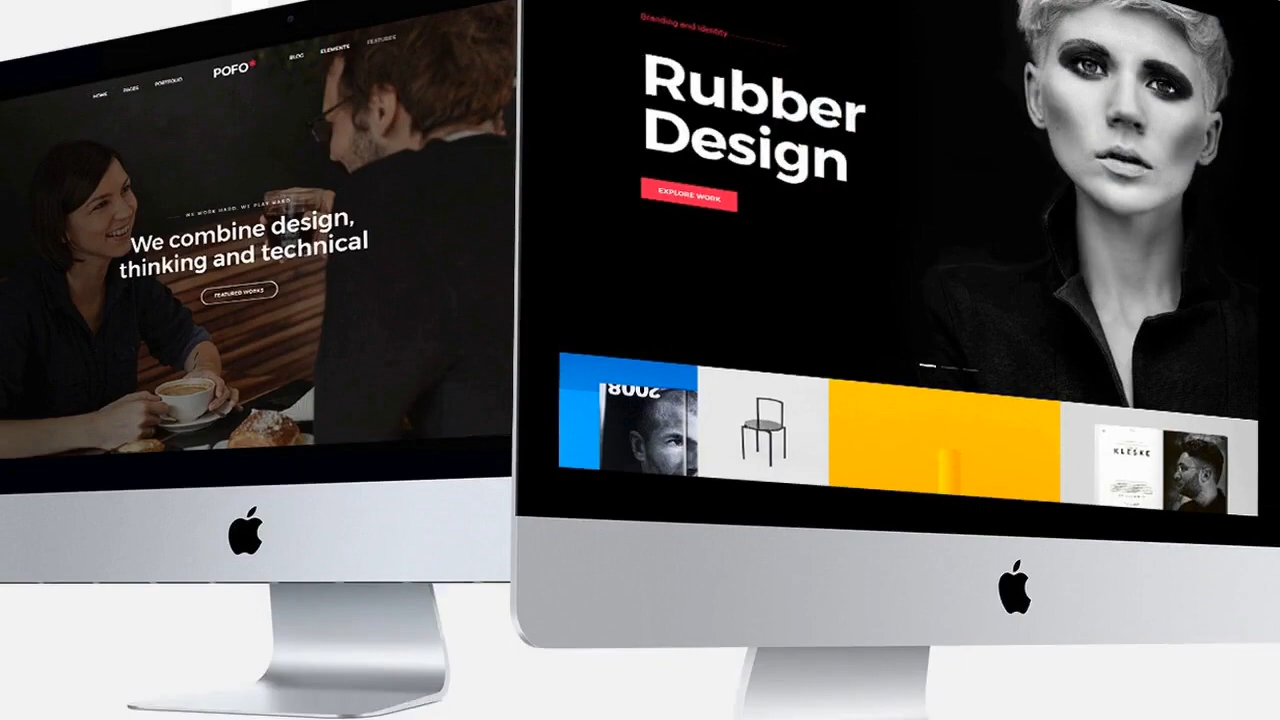 HOME
PAGES
PORTFOLIO
POFO
BLOG
ELEMENTS
FEATURES
WE WORK HARD, WE PLAY HARD
We combine design,
thinking and technical
FEATURED WORKS
Branding and Identity
Rubber
Design
EXPLORE WORK
2008
KLESKE